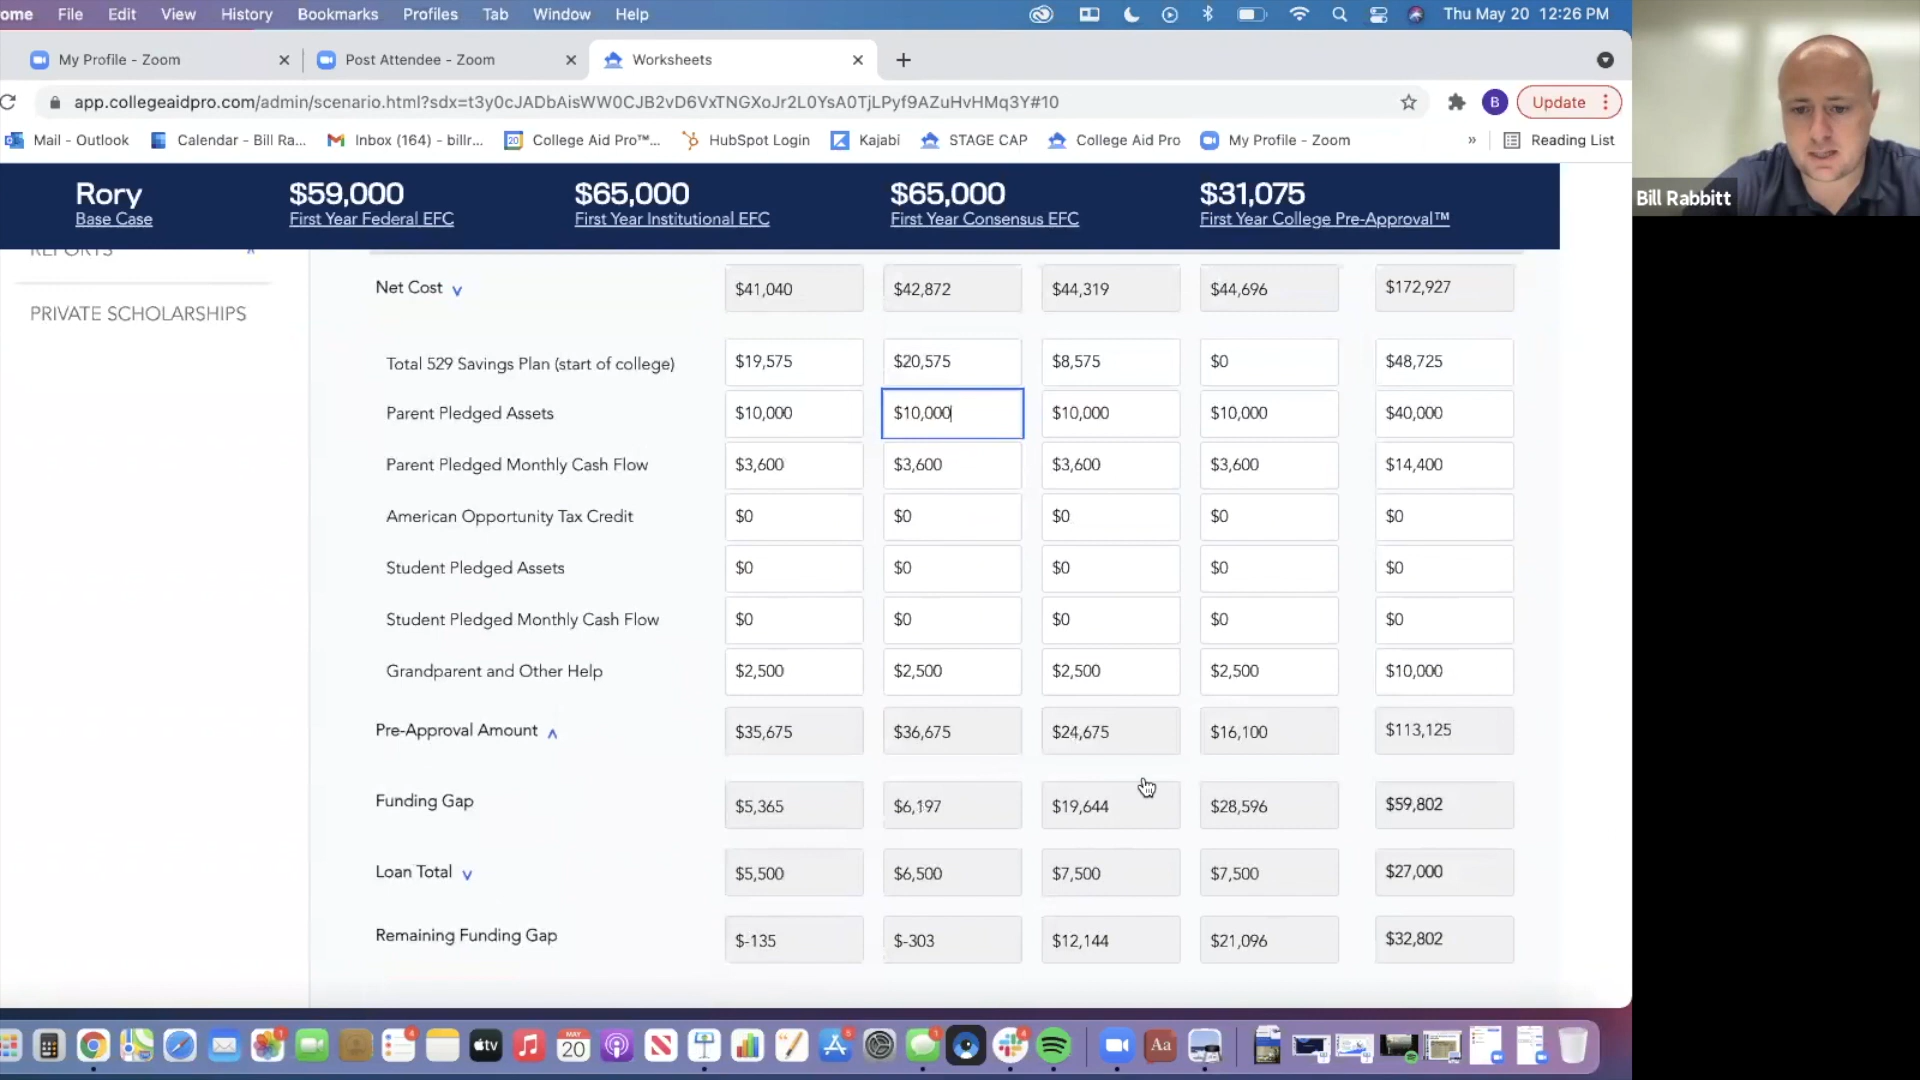 ome File Edit View History Bookmarks Profiles Tab Window Help Thu May 20 12:26 PM
My Profile - Zoom Post Attendee - Zoom Worksheets
app.collegeaidpro.com/admin/scenario.html?sdx=t3y0cJADbAisWW0CJB2vD6VxTNGXoJr2L0YsA0TjLPyf9AZuHvHMq3Y#10 B Update
Mail - Outlook Calendar - Bill Ra... Inbox (164) - billr... 20 College Aid Pro™... HubSpot Login Kajabi STAGE CAP College Aid Pro My Profile - Zoom » Reading List
Rory $59,000 $65,000 $65,000 $31,075
Base Case First Year Federal EFC First Year Institutional EFC First Year Consensus EFC First Year College Pre-Approval™
Bill Rabbitt
REPORTS
PRIVATE SCHOLARSHIPS
Net Cost $41,040 $42,872 $44,319 $44,696 $172,927
Total 529 Savings Plan (start of college) $19,575 $20,575 $8,575 $0 $48,725
Parent Pledged Assets $10,000 $10,000 $10,000 $10,000 $40,000
Parent Pledged Monthly Cash Flow $3,600 $3,600 $3,600 $3,600 $14,400
American Opportunity Tax Credit $0 $0 $0 $0 $0
Student Pledged Assets $0 $0 $0 $0 $0
Student Pledged Monthly Cash Flow $0 $0 $0 $0 $0
Grandparent and Other Help $2,500 $2,500 $2,500 $2,500 $10,000
Pre-Approval Amount $35,675 $36,675 $24,675 $16,100 $113,125
Funding Gap $5,365 $6,197 $19,644 $28,596 $59,802
Loan Total $5,500 $6,500 $7,500 $7,500 $27,000
Remaining Funding Gap $-135 $-303 $12,144 $21,096 $32,802
1 4 tv MAY 20 5 1 4 Aa